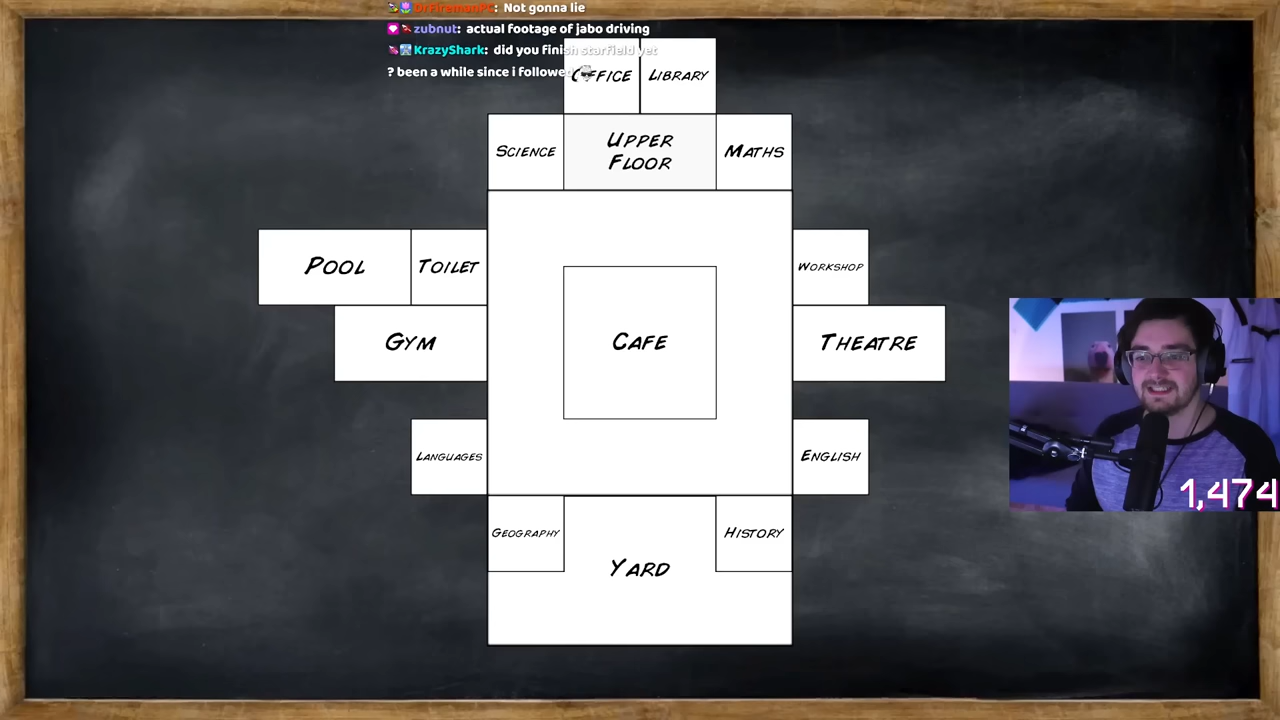 DrFiremanPC: Not gonna lie
zubnut: actual footage of jabo driving
KrazyShark: did you finish starfield yet
? been a while since i followed
OFFICE
LIBRARY
SCIENCE
UPPER
FLOOR
MATHS
POOL
TOILET
WORKSHOP
GYM
CAFE
THEATRE
LANGUAGES
ENGLISH
1,474
GEOGRAPHY
HISTORY
YARD